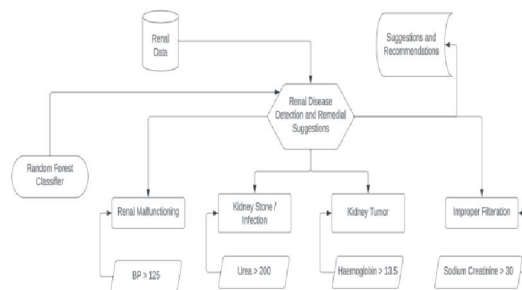 Renal
Data
Suggestions and
Recommendations
Renal Disease
Detection and Remedial
Suggestions
Random Forest
Classifier
Renal Malfunctioning
Kidney Stone /
Infection
Kidney Tumor
Improper Filteration
BP > 125
Urea > 200
Haemoglobin > 13.5
Sodium Creatinine > 30